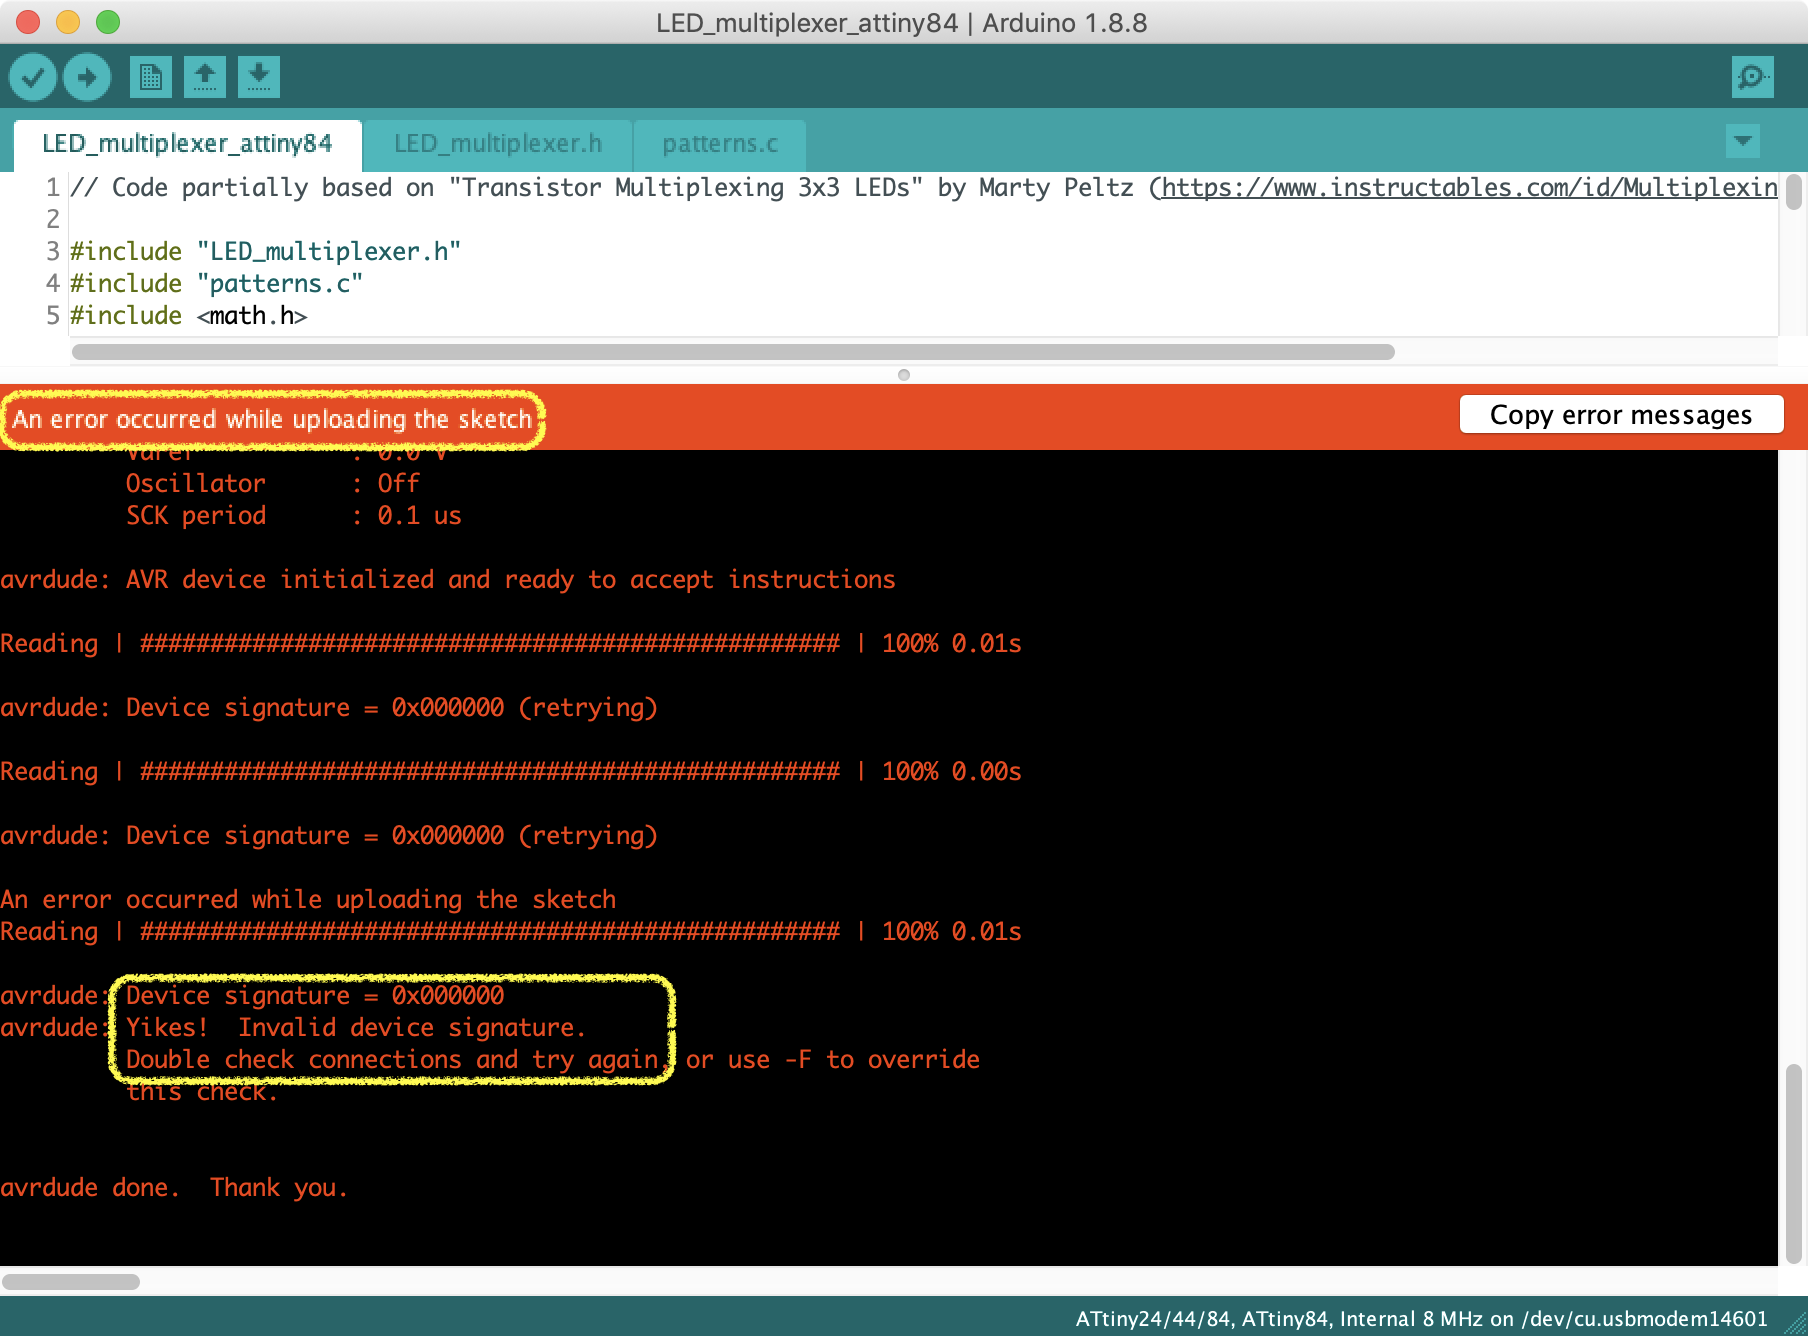 LED_multiplexer_attiny84 | Arduino 1.8.8
LED_multiplexer_attiny84 LED_multiplexer.h patterns.c
1 // Code partially based on "Transistor Multiplexing 3x3 LEDs" by Marty Peltz (https://www.instructables.com/id/Multiplexin
2
3 #include "LED_multiplexer.h"
4 #include "patterns.c"
5 #include <math.h>
An error occurred while uploading the sketch Copy error messages
Varef : 0.0 V
Oscillator : Off
SCK period : 0.1 us
avrdude: AVR device initialized and ready to accept instructions
Reading | ################################################## | 100% 0.01s
avrdude: Device signature = 0x000000 (retrying)
Reading | ################################################## | 100% 0.00s
avrdude: Device signature = 0x000000 (retrying)
An error occurred while uploading the sketch
Reading | ################################################## | 100% 0.01s
avrdude: Device signature = 0x000000
avrdude: Yikes!  Invalid device signature.
Double check connections and try again, or use -F to override
this check.
avrdude done.  Thank you.
ATtiny24/44/84, ATtiny84, Internal 8 MHz on /dev/cu.usbmodem14601